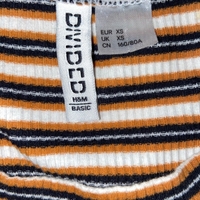 DIVIDED
H&M
BASIC
EUR XS
UK XS
CN 160/80A